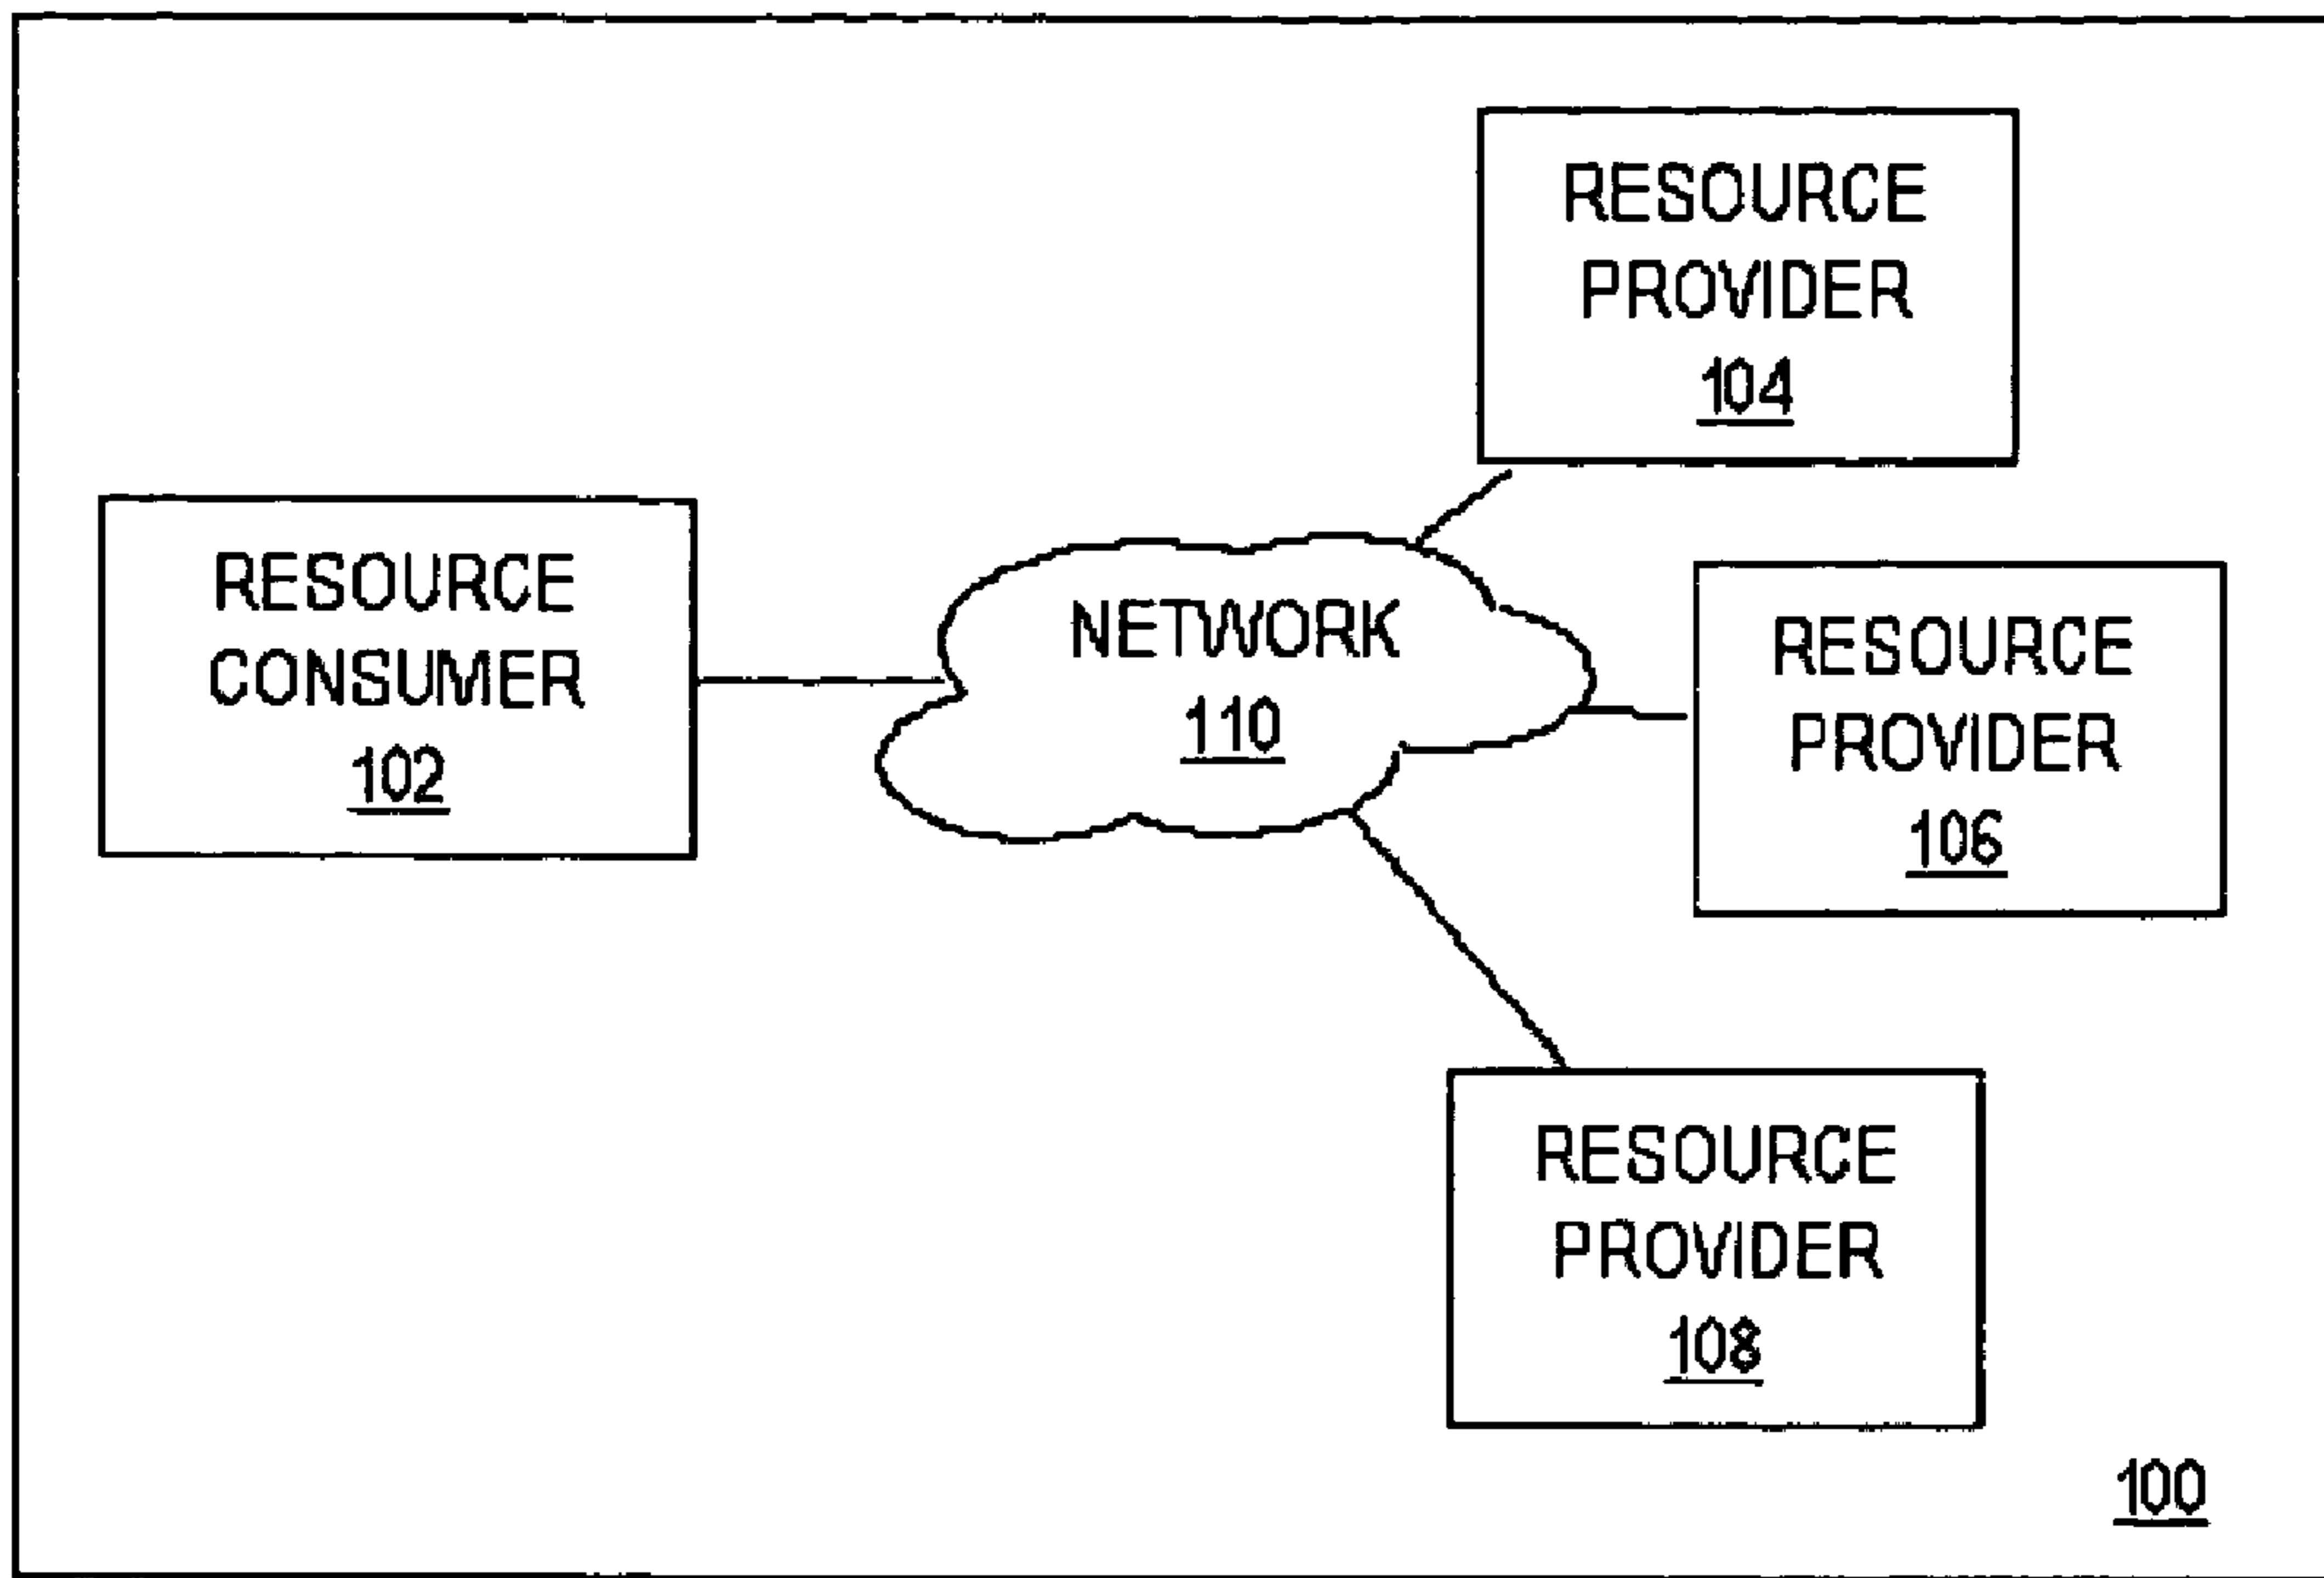 RESOURCE
PROVIDER
104
RESOURCE
CONSUMER
102
NETWORK
110
RESOURCE
PROVIDER
106
RESOURCE
PROVIDER
108
100